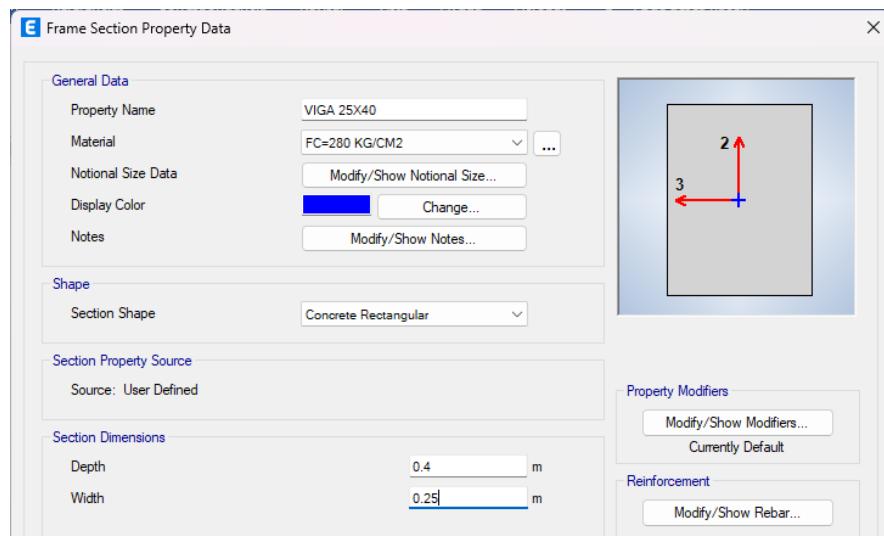 E Frame Section Property Data
General Data
Property Name VIGA 25X40
Material FC=280 KG/CM2 ...
Notional Size Data Modify/Show Notional Size...
Display Color Change...
Notes Modify/Show Notes...
2
3
Shape
Section Shape Concrete Rectangular
Section Property Source
Source: User Defined
Property Modifiers
Modify/Show Modifiers...
Currently Default
Section Dimensions
Depth 0.4 m
Width 0.25 m
Reinforcement
Modify/Show Rebar...